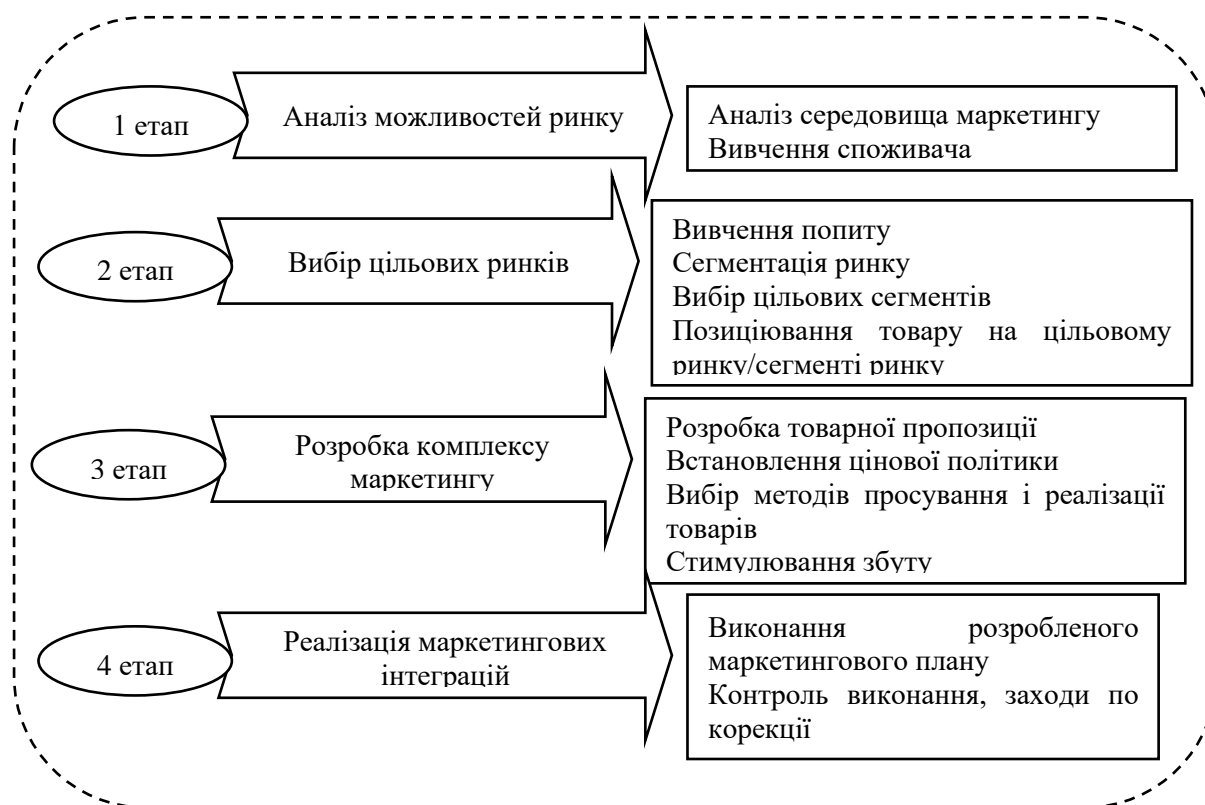 1 етап
Аналіз можливостей ринку
Аналіз середовища маркетингу
Вивчення споживача
2 етап
Вибір цільових ринків
Вивчення попиту
Сегментація ринку
Вибір цільових сегментів
Позиціювання товару на цільовому
ринку/сегменті ринку
3 етап
Розробка комплексу
маркетингу
Розробка товарної пропозиції
Встановлення цінової політики
Вибір методів просування і реалізації
товарів
Стимулювання збуту
4 етап
Реалізація маркетингових
інтеграцій
Виконання розробленого
маркетингового плану
Контроль виконання, заходи по
корекції